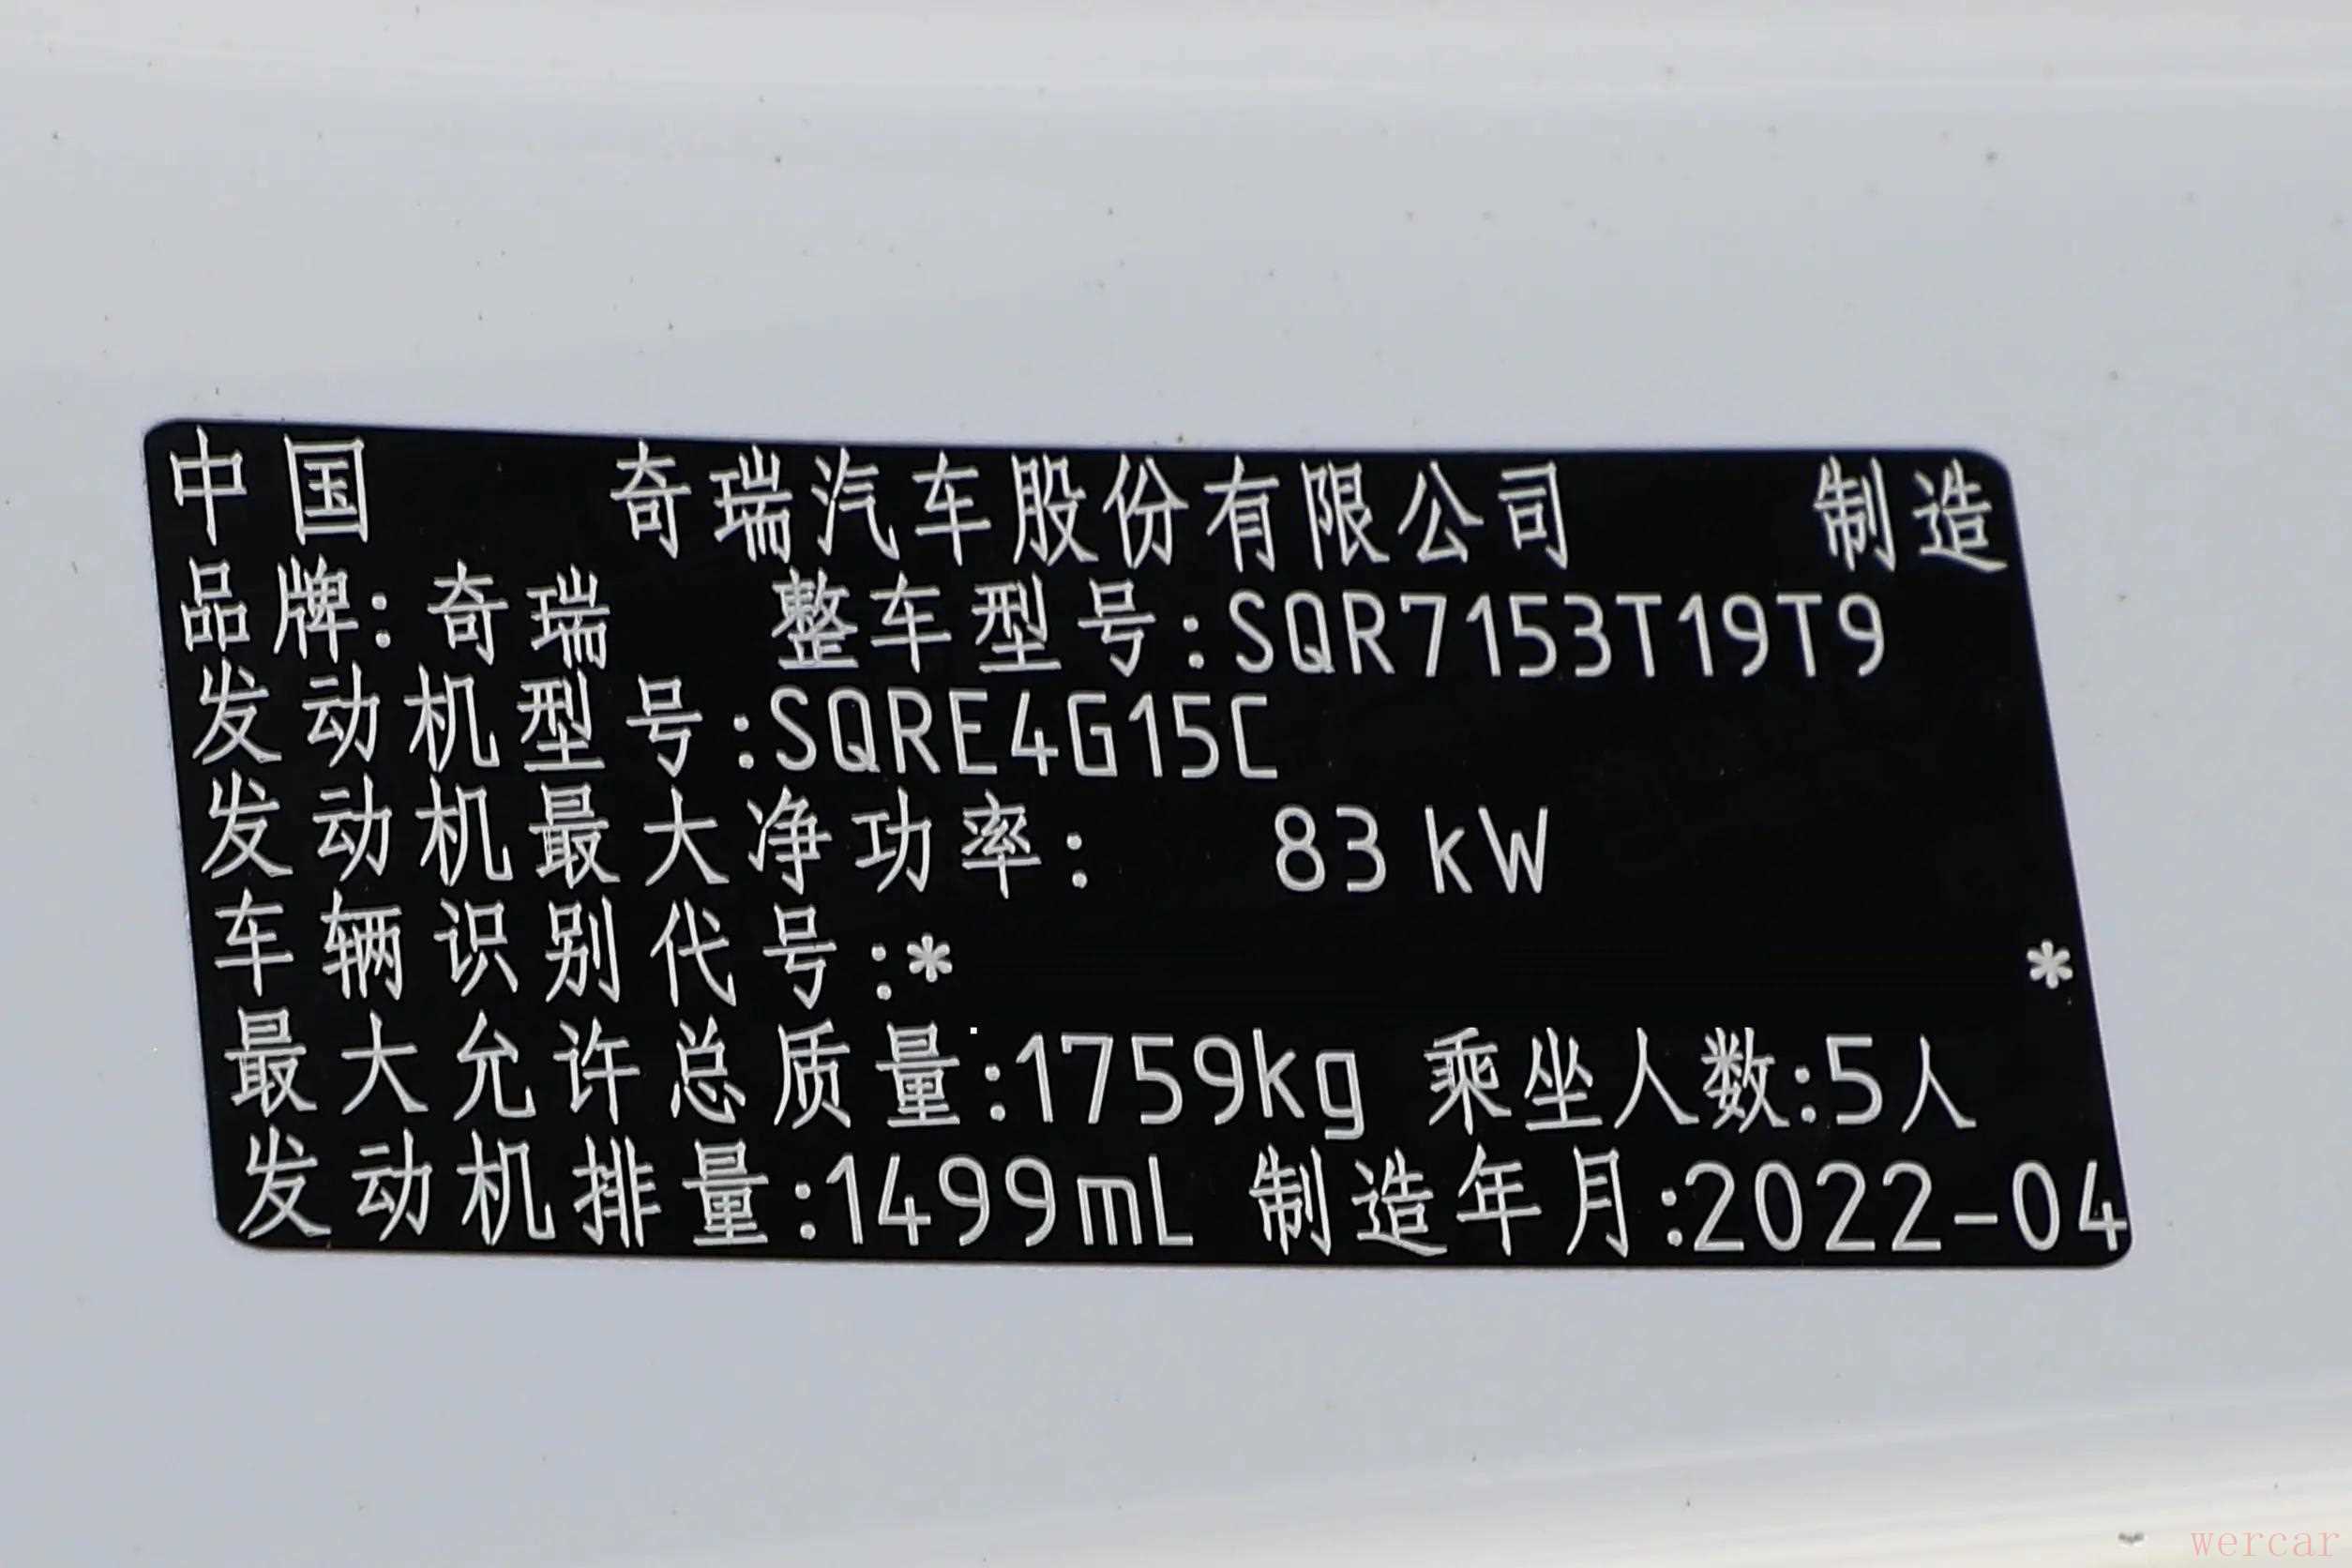 中国 奇瑞汽车股份有限公司 制造
品牌:奇瑞 整车型号:SQR7153T19T9
发动机型号:SQRE4G15C
发动机最大净功率: 83kW
车辆识别代号:* *
最大允许总质量:1759kg 乘坐人数:5人
发动机排量:1499mL 制造年月:2022-04
wercar